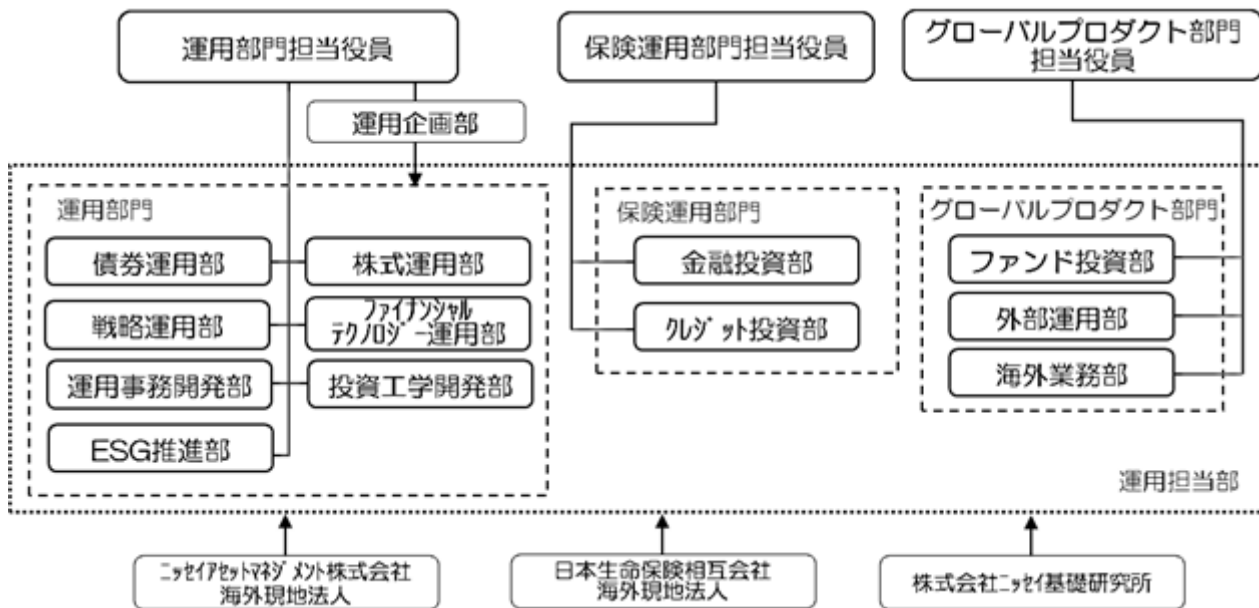 運用部門担当役員
保険運用部門担当役員
グローバルプロダクト部門
担当役員
運用企画部
運用部門
債券運用部
株式運用部
戦略運用部
ファイナンシャル
テクノロジー運用部
運用事務開発部
投資工学開発部
ESG推進部
保険運用部門
金融投資部
クレジット投資部
グローバルプロダクト部門
ファンド投資部
外部運用部
海外業務部
運用担当部
ニッセイアセットマネジメント株式会社
海外現地法人
日本生命保険相互会社
海外現地法人
株式会社ニッセイ基礎研究所